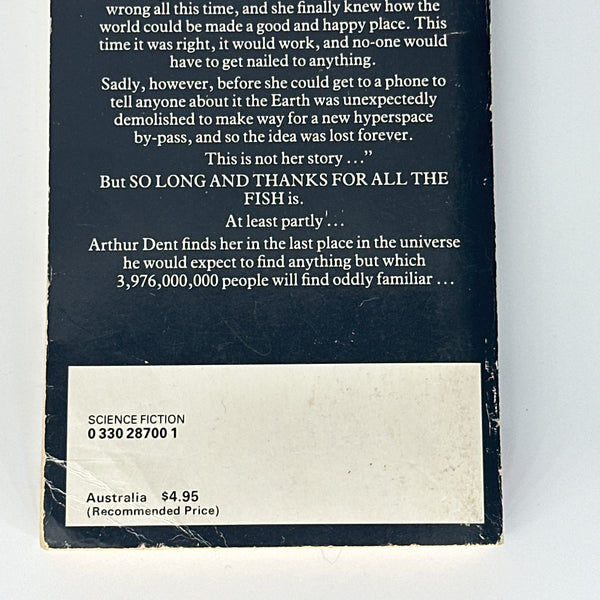 wrong all this time, and she finally knew how the
world could be made a good and happy place. This
time it was right, it would work, and no-one would
have to get nailed to anything.
Sadly, however, before she could get to a phone to
tell anyone about it the Earth was unexpectedly
demolished to make way for a new hyperspace
by-pass, and so the idea was lost forever.
This is not her story ...”
But SO LONG AND THANKS FOR ALL THE
FISH is.
At least partly ...
Arthur Dent finds her in the last place in the universe
he would expect to find anything but which
3,976,000,000 people will find oddly familiar ...
SCIENCE FICTION
0 330 28700 1
Australia $4.95
(Recommended Price)